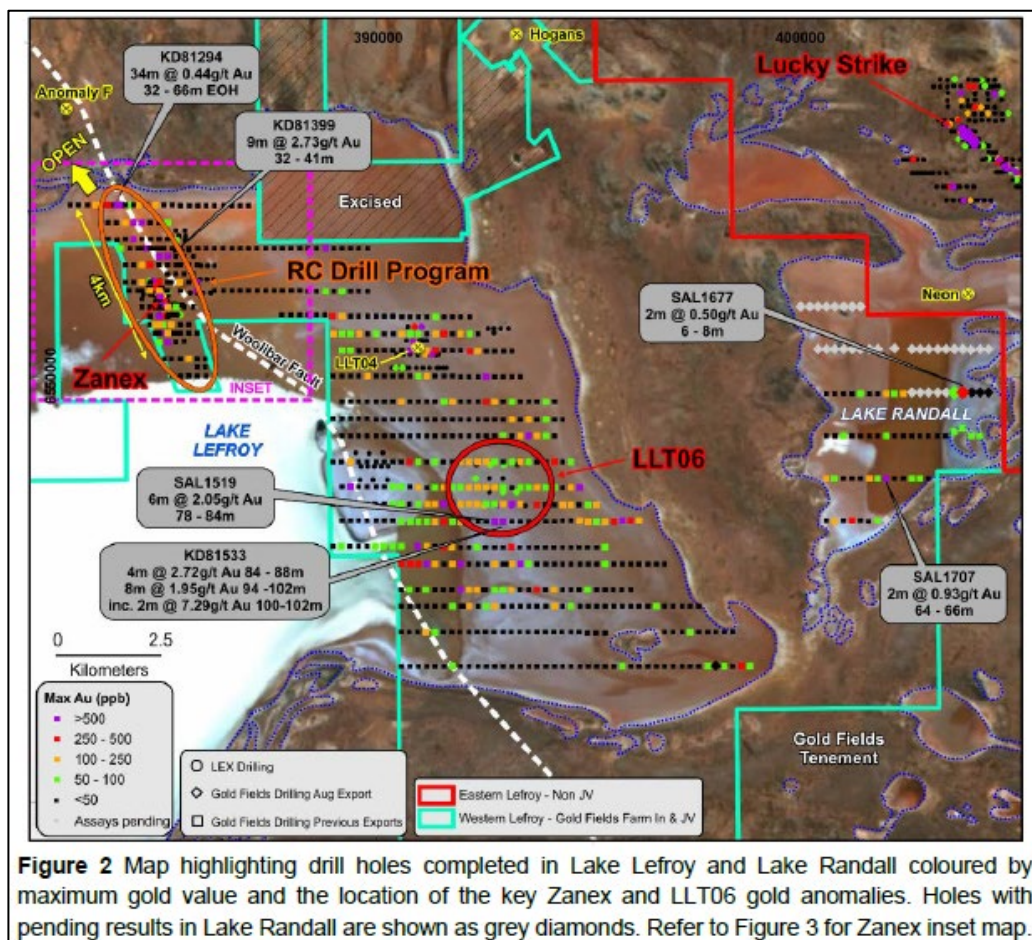 390000
400000
Hogans
KD81294
34m @ 0.44g/t Au
32 - 66m EOH
Lucky Strike
Anomaly F
KD81399
9m @ 2.73g/t Au
32 - 41m
OPEN
Excised
4km
RC Drill Program
Neon
SAL1677
2m @ 0.50g/t Au
6 - 8m
Woolibar Fault
LLT04
Zanex
INSET
6550000
LAKE RANDALL
LAKE
LEFROY
LLT06
SAL1519
6m @ 2.05g/t Au
78 - 84m
KD81533
4m @ 2.72g/t Au 84 - 88m
8m @ 1.95g/t Au 94 -102m
inc. 2m @ 7.29g/t Au 100-102m
SAL1707
2m @ 0.93g/t Au
64 - 66m
0 2.5
Kilometers
Max Au (ppb)
>500
250 - 500
100 - 250
50 - 100
<50
Assays pending
LEX Drilling
Gold Fields Drilling Aug Export
Gold Fields Drilling Previous Exports
Eastern Lefroy - Non JV
Western Lefroy - Gold Fields Farm In & JV
Gold Fields
Tenement
Figure 2 Map highlighting drill holes completed in Lake Lefroy and Lake Randall coloured by
maximum gold value and the location of the key Zanex and LLT06 gold anomalies. Holes with
pending results in Lake Randall are shown as grey diamonds. Refer to Figure 3 for Zanex inset map.